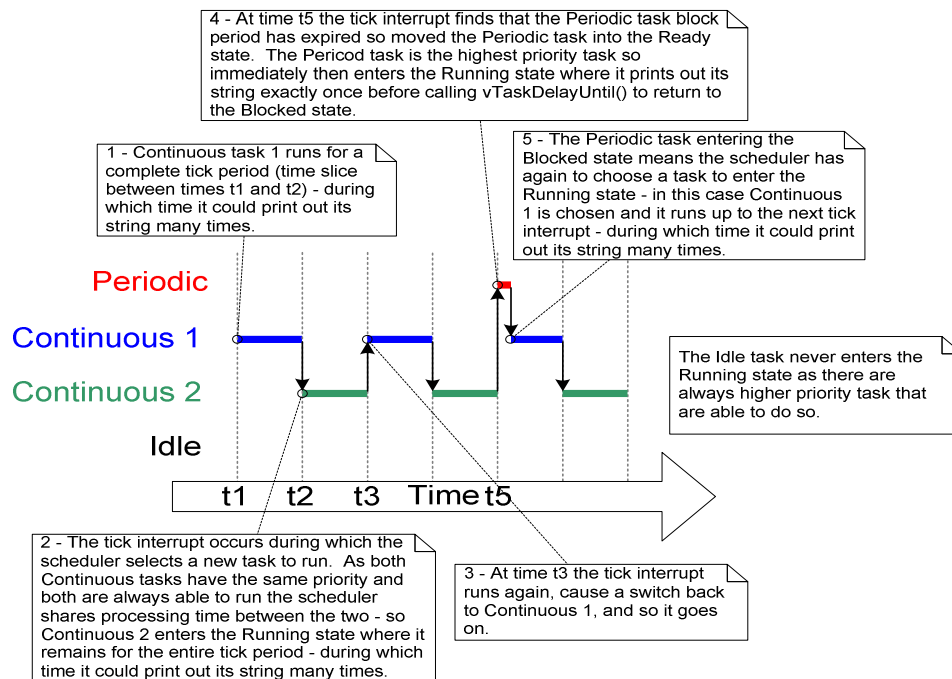 4 - At time t5 the tick interrupt finds that the Periodic task block
period has expired so moved the Periodic task into the Ready
state.  The Pericod task is the highest priority task so
immediately then enters the Running state where it prints out its
string exactly once before calling vTaskDelayUntil() to return to
the Blocked state.
1 - Continuous task 1 runs for a
complete tick period (time slice
between times t1 and t2) - during
which time it could print out its
string many times.
5 - The Periodic task entering the
Blocked state means the scheduler has
again to choose a task to enter the
Running state - in this case Continuous
1 is chosen and it runs up to the next tick
interrupt - during which time it could print
out its string many times.
Periodic
Continuous 1
Continuous 2
Idle
The Idle task never enters the
Running state as there are
always higher priority task that
are able to do so.
t1 t2 t3 Time t5
2 - The tick interrupt occurs during which the
scheduler selects a new task to run.  As both
Continuous tasks have the same priority and
both are always able to run the scheduler
shares processing time between the two - so
Continuous 2 enters the Running state where it
remains for the entire tick period - during which
time it could print out its string many times.
3 - At time t3 the tick interrupt
runs again, cause a switch back
to Continuous 1, and so it goes
on.